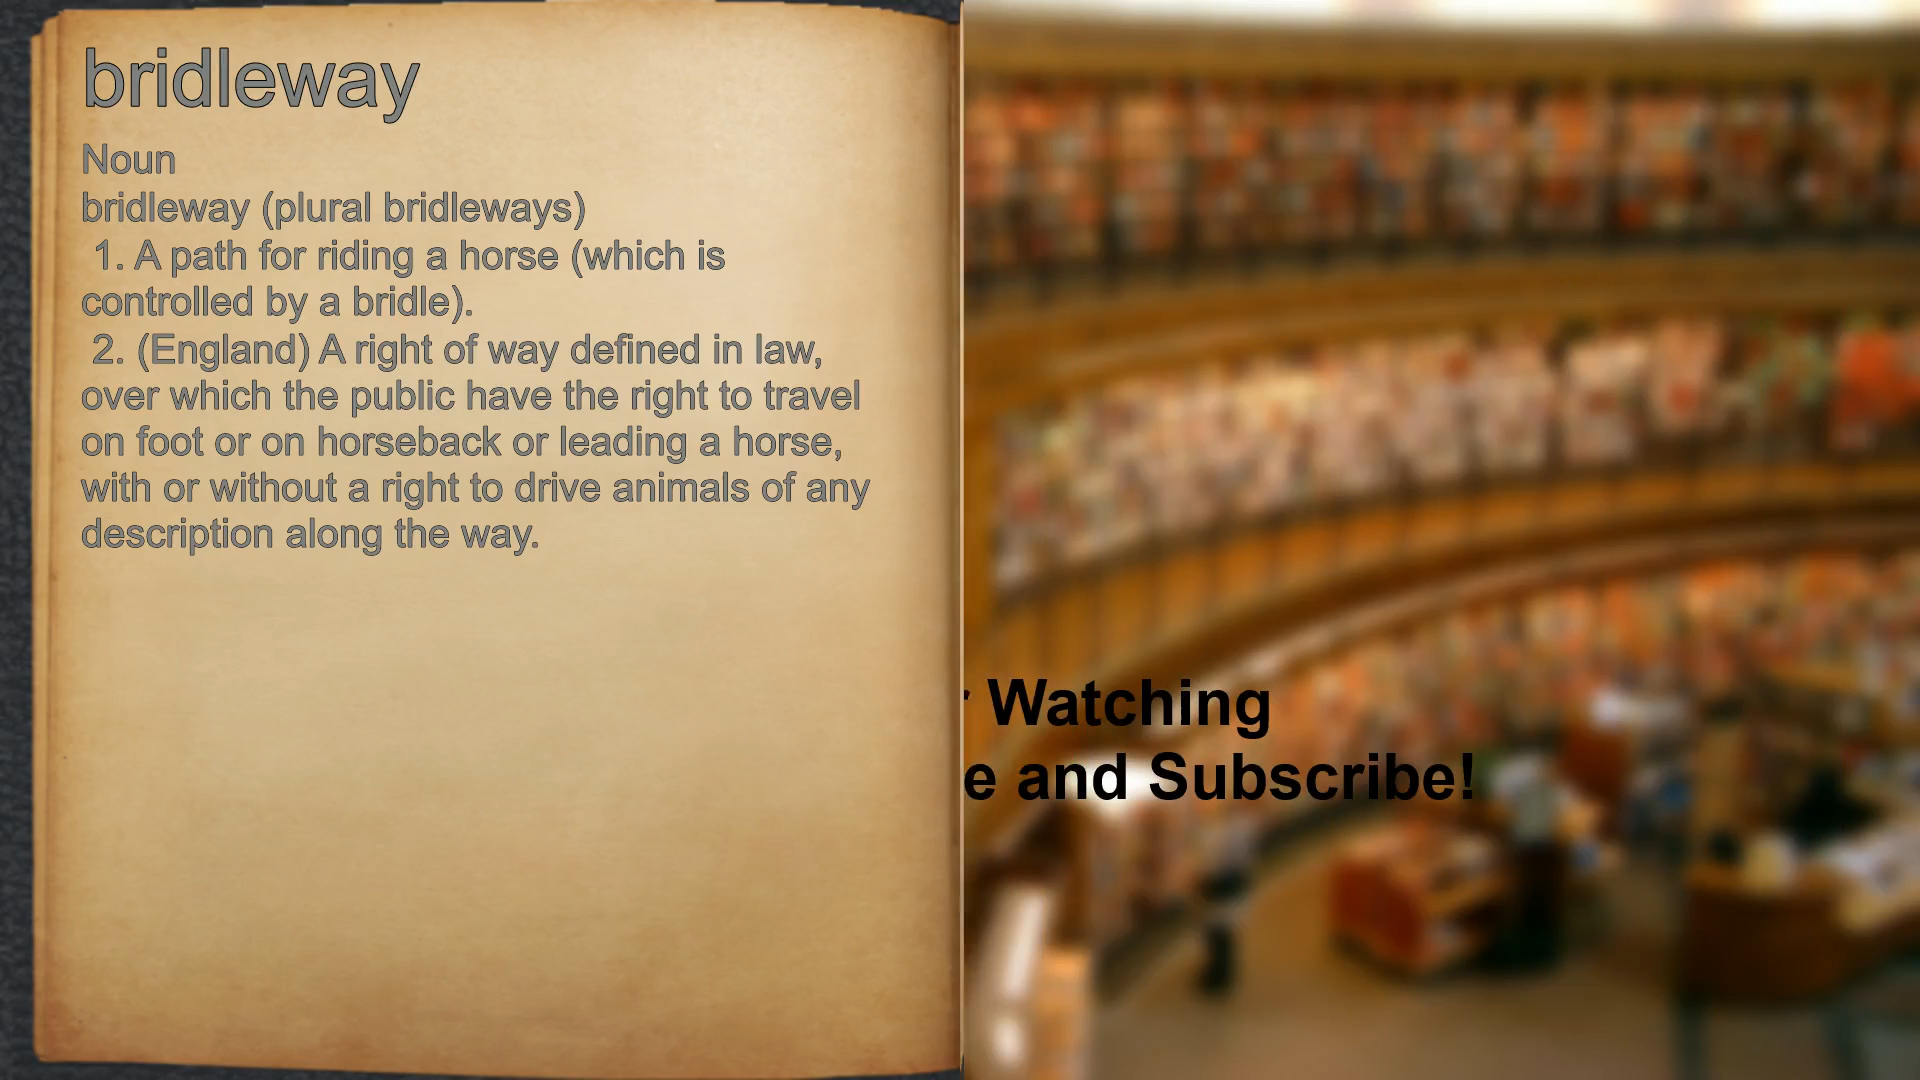 bridleway
Noun
bridleway (plural bridleways)
1. A path for riding a horse (which is
controlled by a bridle).
2. (England) A right of way defined in law,
over which the public have the right to travel
on foot or on horseback or leading a horse,
with or without a right to drive animals of any
description along the way.
Watching
e and Subscribe!